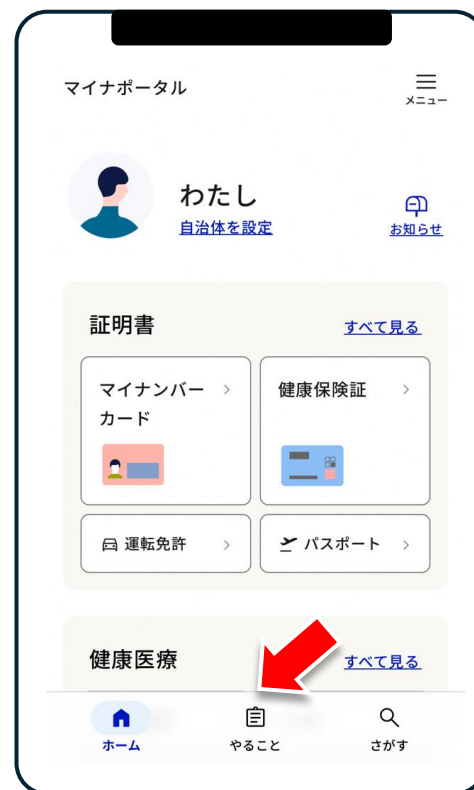 マイナポータル
メニュー
わたし
自治体を設定
お知らせ
証明書
すべて見る
マイナンバー
カード
健康保険証
運転免許
パスポート
健康医療
すべて見る
ホーム
やること
さがす